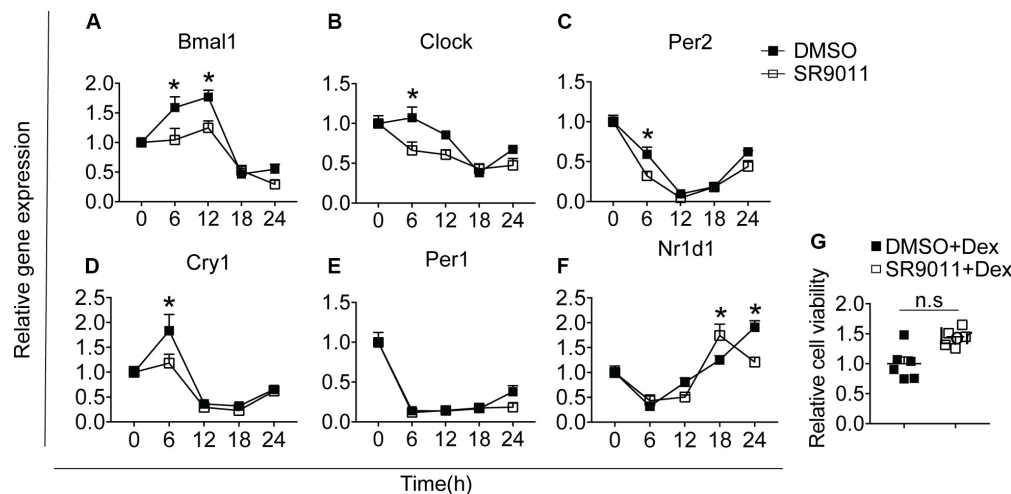 A
Bmal1
B
Clock
C
Per2
DMSO
SR9011
2.0
1.5
1.0
0.5
0.0
*
*
0 6 12 18 24
1.5
1.0
0.5
0.0
*
0 6 12 18 24
1.5
1.0
0.5
0.0
*
0 6 12 18 24
Relative gene expression
D
Cry1
E
Per1
F
Nr1d1
2.5
2.0
1.5
1.0
0.5
0.0
*
0 6 12 18 24
1.5
1.0
0.5
0.0
0 6 12 18 24
2.5
2.0
1.5
1.0
0.5
0.0
*
*
0 6 12 18 24
Time(h)
G
DMSO+Dex
SR9011+Dex
Relative cell viability
2.0
1.5
1.0
0.5
0.0
n.s